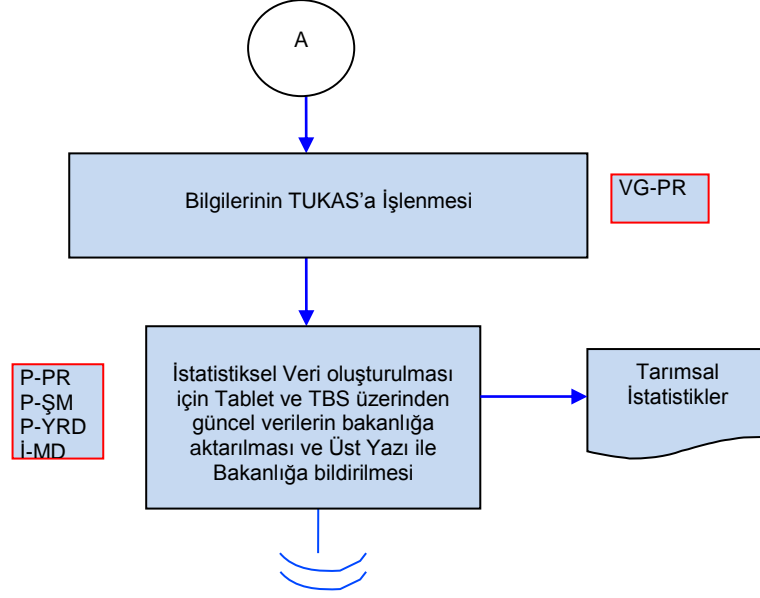 A
Bilgilerinin TUKAS’a İşlenmesi
VG-PR
P-PR
P-ŞM
P-YRD
İ-MD
İstatistiksel Veri oluşturulması
için Tablet ve TBS üzerinden
güncel verilerin bakanlığa
aktarılması ve Üst Yazı ile
Bakanlığa bildirilmesi
Tarımsal
İstatistikler